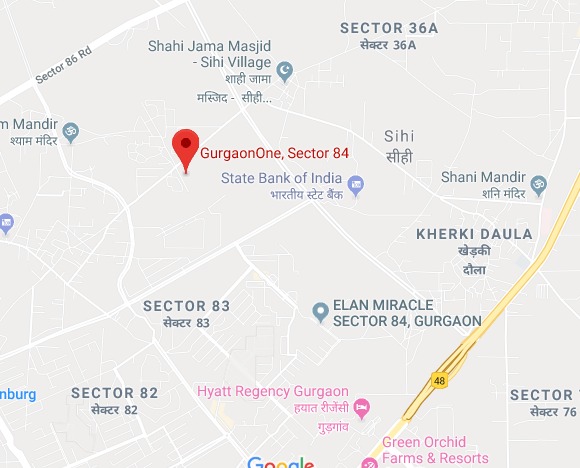 SECTOR 36A
सेक्टर 36A
Shahi Jama Masjid
- Sihi Village
शाही जामा
मस्जिद - सीही...
Sector 86 Rd
m Mandir
श्याम मंदिर
Sihi
सीही
GurgaonOne, Sector 84
State Bank of India
भारतीय स्टेट बैंक
Shani Mandir
शनि मंदिर
KHERKI DAULA
खेड़की
दौला
SECTOR 83
सेक्टर 83
ELAN MIRACLE
SECTOR 84, GURGAON
48
nburg
SECTOR 82
सेक्टर 82
Hyatt Regency Gurgaon
हयात रीजेंसी
गुड़गांव
SECTOR
सेक्टर 76
Green Orchid
Farms & Resorts
Google